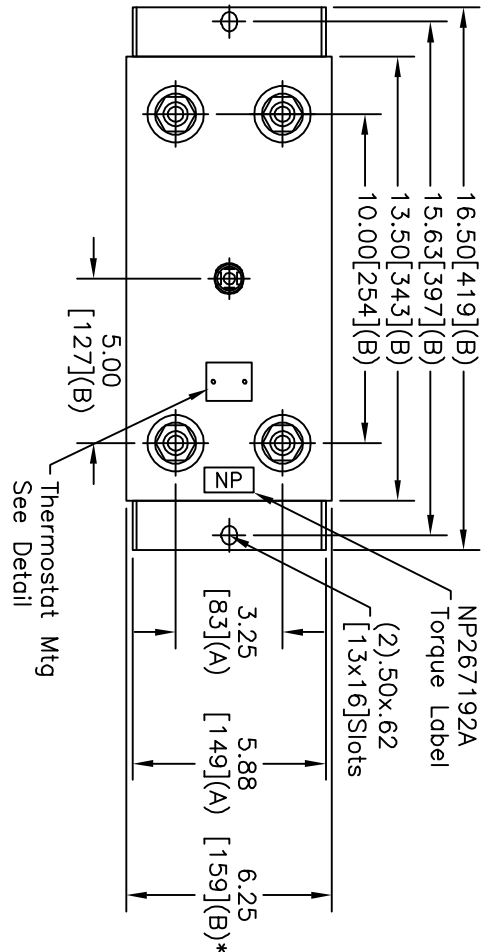 16.50[419](B)
15.63[397](B)
13.50[343](B)
10.00[254](B)
5.00
[127](B)
NP
Thermostat Mtg
See Detail
NP267192A
Torque Label
(2).50x.62
[13x16]Slots
3.25
[83](A)
5.88
[149](A)
6.25
[159](B)*